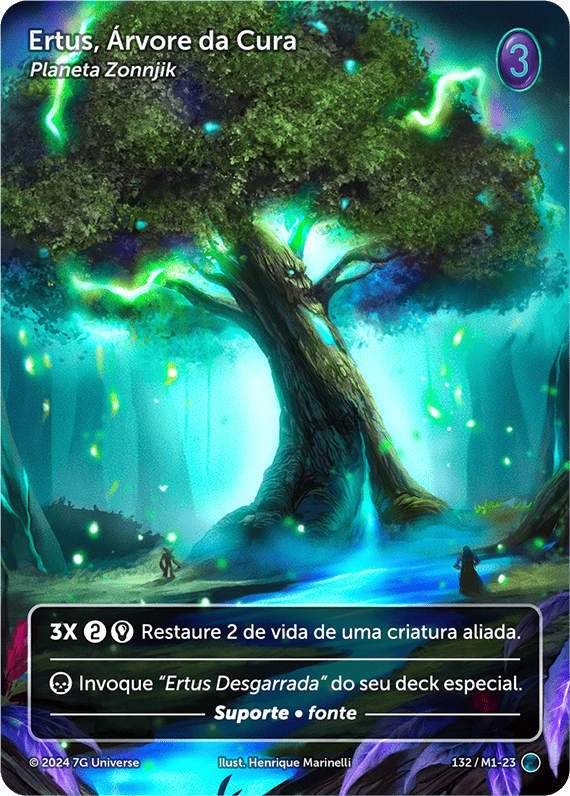 Ertus, Árvore da Cura
Planeta Zonnjik
3
3X 2 Restaure 2 de vida de uma criatura aliada.
Invoque “Ertus Desgarrada” do seu deck especial.
Suporte • fonte
© 2024 7G Universe
Ilust. Henrique Marinelli
132 / M1-23